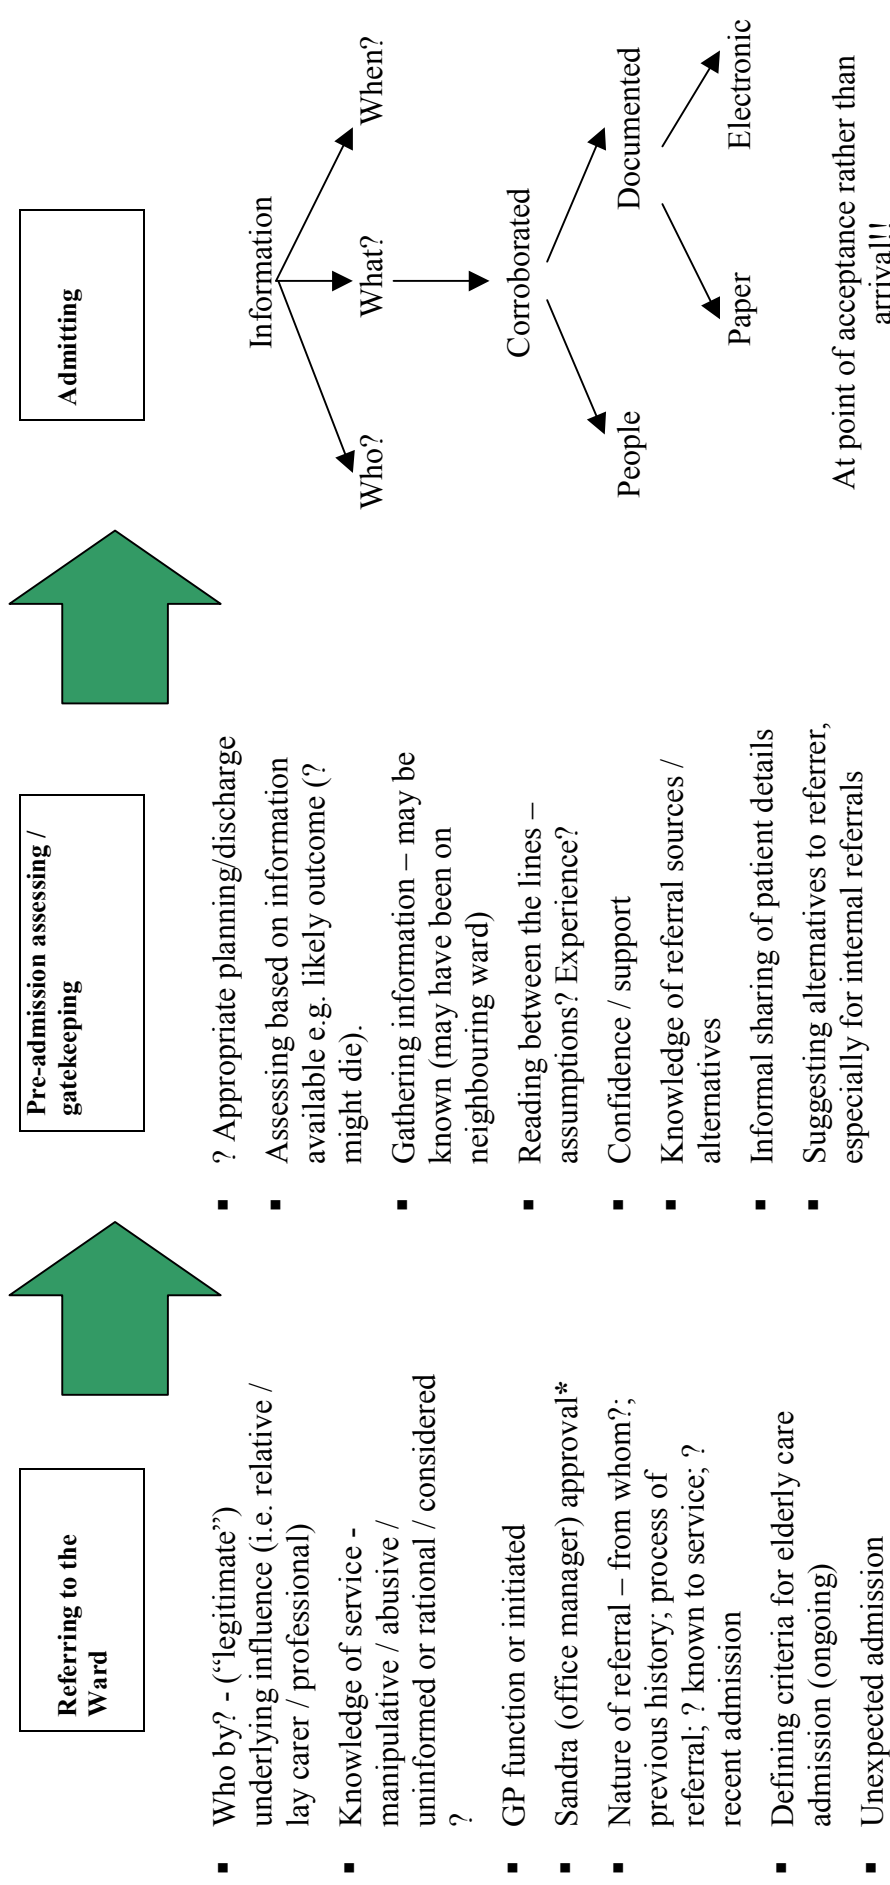 Referring to the
Ward
▪ Who by? - (“legitimate”)
underlying influence (i.e. relative /
lay carer / professional)
▪ Knowledge of service -
manipulative / abusive /
uninformed or rational / considered
?
▪ GP function or initiated
▪ Sandra (office manager) approval*
▪ Nature of referral – from whom?;
previous history; process of
referral; ? known to service; ?
recent admission
▪ Defining criteria for elderly care
admission (ongoing)
▪ Unexpected admission
Pre-admission assessing /
gatekeeping
▪ ? Appropriate planning/discharge
▪ Assessing based on information
available e.g. likely outcome (?
might die).
▪ Gathering information – may be
known (may have been on
neighbouring ward)
▪ Reading between the lines –
assumptions? Experience?
▪ Confidence / support
▪ Knowledge of referral sources /
alternatives
▪ Informal sharing of patient details
▪ Suggesting alternatives to referrer,
especially for internal referrals
Admitting
Information
Who? What? When?
Corroborated
People Documented
Paper Electronic
At point of acceptance rather than
arrival!!